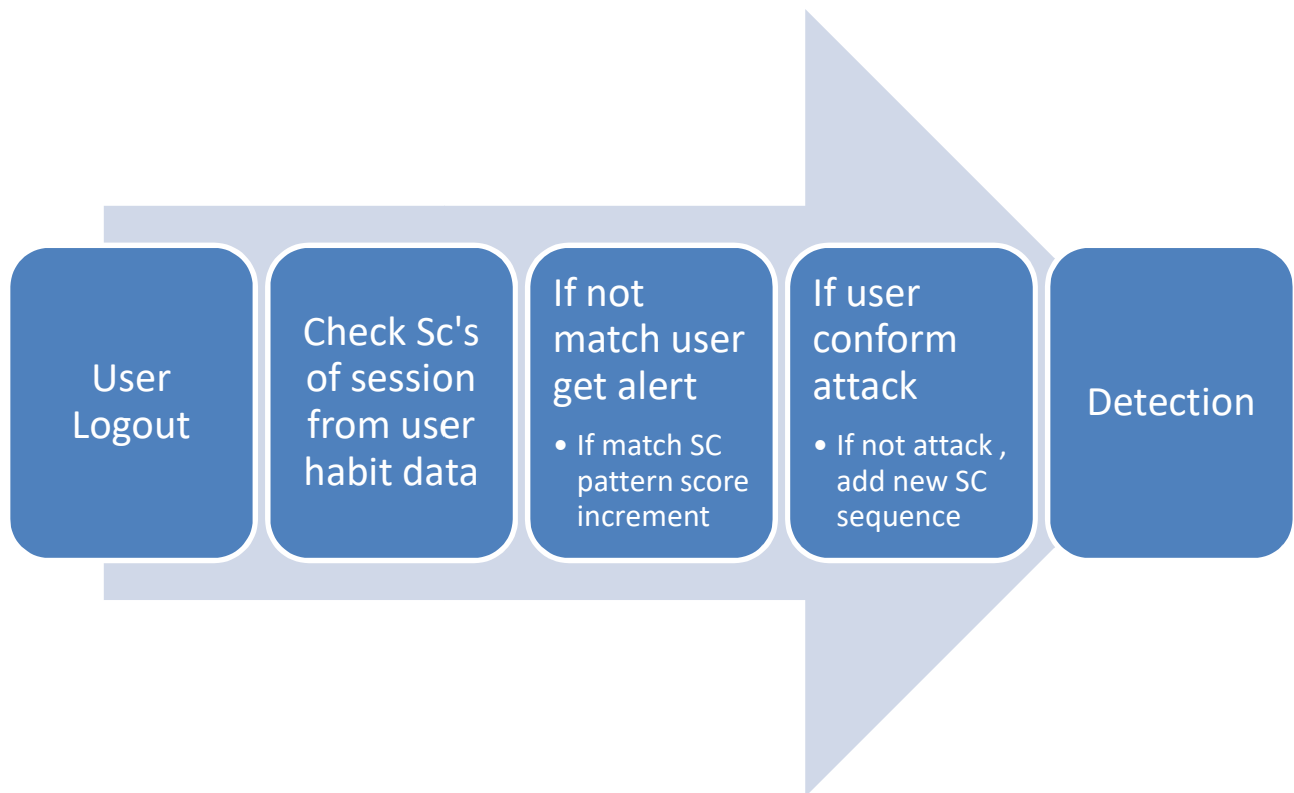 User
Logout
Check Sc's
of session
from user
habit data
If not
match user
get alert
• If match SC
pattern score
increment
If user
conform
attack
• If not attack ,
add new SC
sequence
Detection